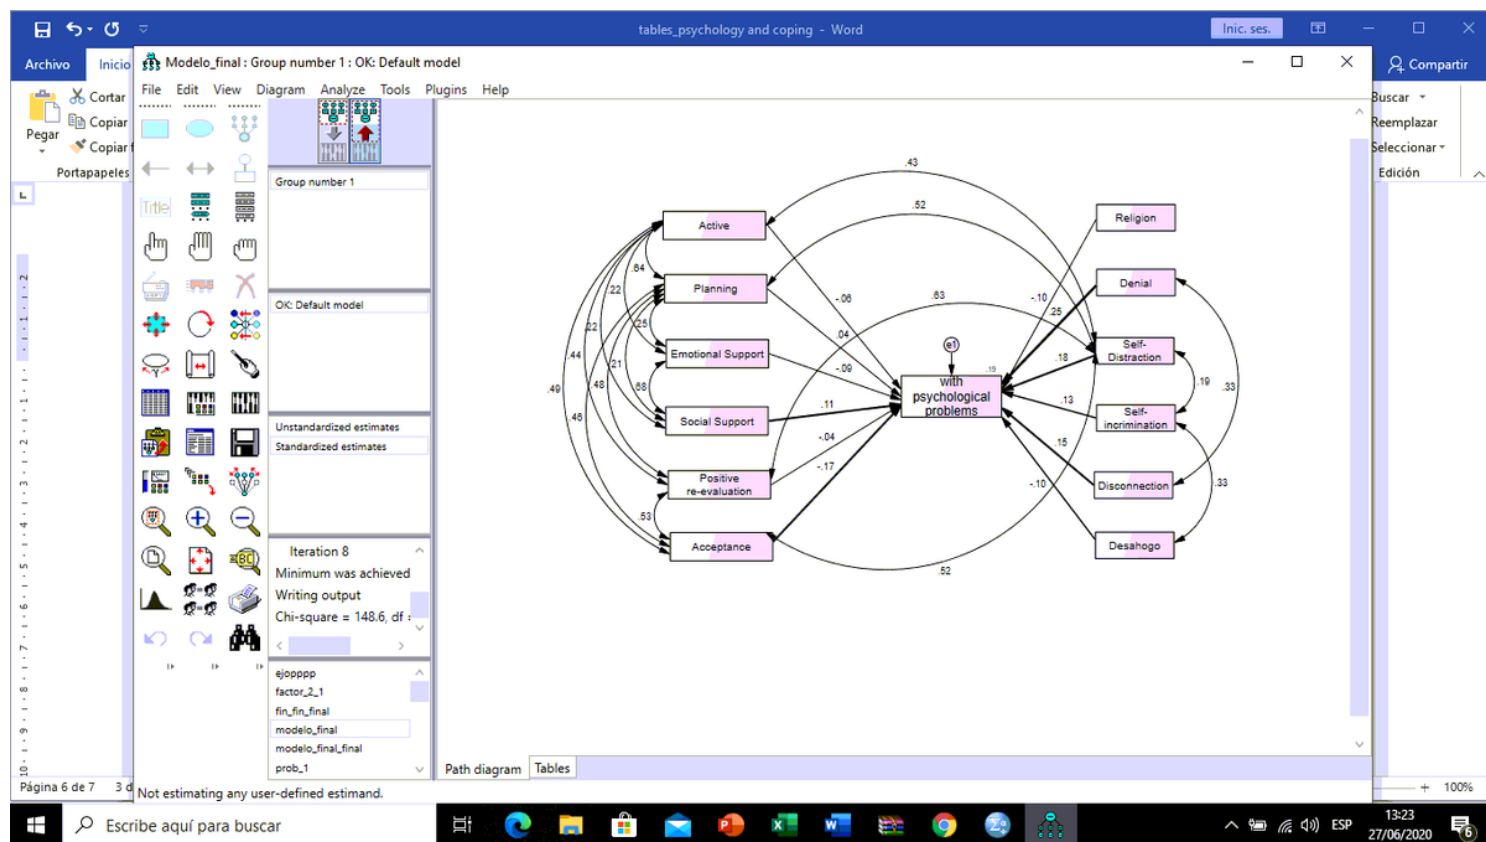 tables_psychology and coping - Word
Inic. ses.
Archivo
Inicio
Compartir
Pegar
Cortar
Copiar
Copiar f
Portapapeles
Buscar
Reemplazar
Seleccionar
Edición
Modelo_final : Group number 1 : OK: Default model
File Edit View Diagram Analyze Tools Plugins Help
Title
Group number 1
OK: Default model
Unstandardized estimates
Standardized estimates
Iteration 8
Minimum was achieved
Writing output
Chi-square = 148.6, df =
ejopppp
factor_2_1
fin_fin_final
modelo_final
modelo_final_final
prob_1
.43
.52
Active
Religion
.64
Planning
Denial
.22
.63
-.06
-.10
.25
.25
.22
.04
e1
Emotional Support
Self-
Distraction
.44
.21
-.09
.18
.15
.49
.48
.68
with
psychological
problems
.19
.33
.46
Social Support
.11
.13
Self-
incrimination
-.04
.15
Positive
re-evaluation
-.17
-.10
Disconnection
.33
.53
Acceptance
Desahogo
.52
Path diagram
Tables
Página 6 de 7
3 d
Not estimating any user-defined estimand.
100%
Escribe aquí para buscar
ESP
13:23
27/06/2020
6